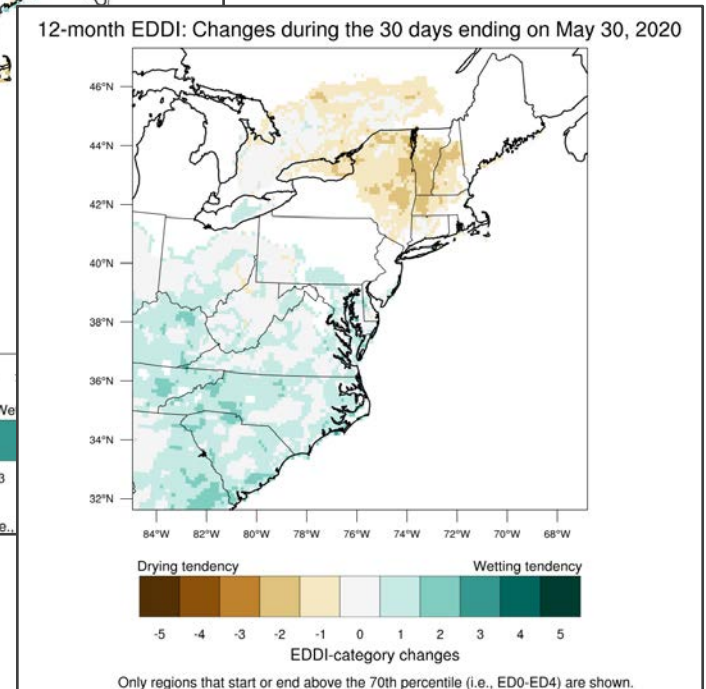 12-month EDDI: Changes during the 30 days ending on May 30, 2020
46°N
44°N
42°N
40°N
38°N
36°N
34°N
32°N
84°W 82°W 80°W 78°W 76°W 74°W 72°W 70°W 68°W
Drying tendency Wetting tendency
-5 -4 -3 -2 -1 0 1 2 3 4 5
EDDI-category changes
Only regions that start or end above the 70th percentile (i.e., ED0-ED4) are shown.
We
3
e.,